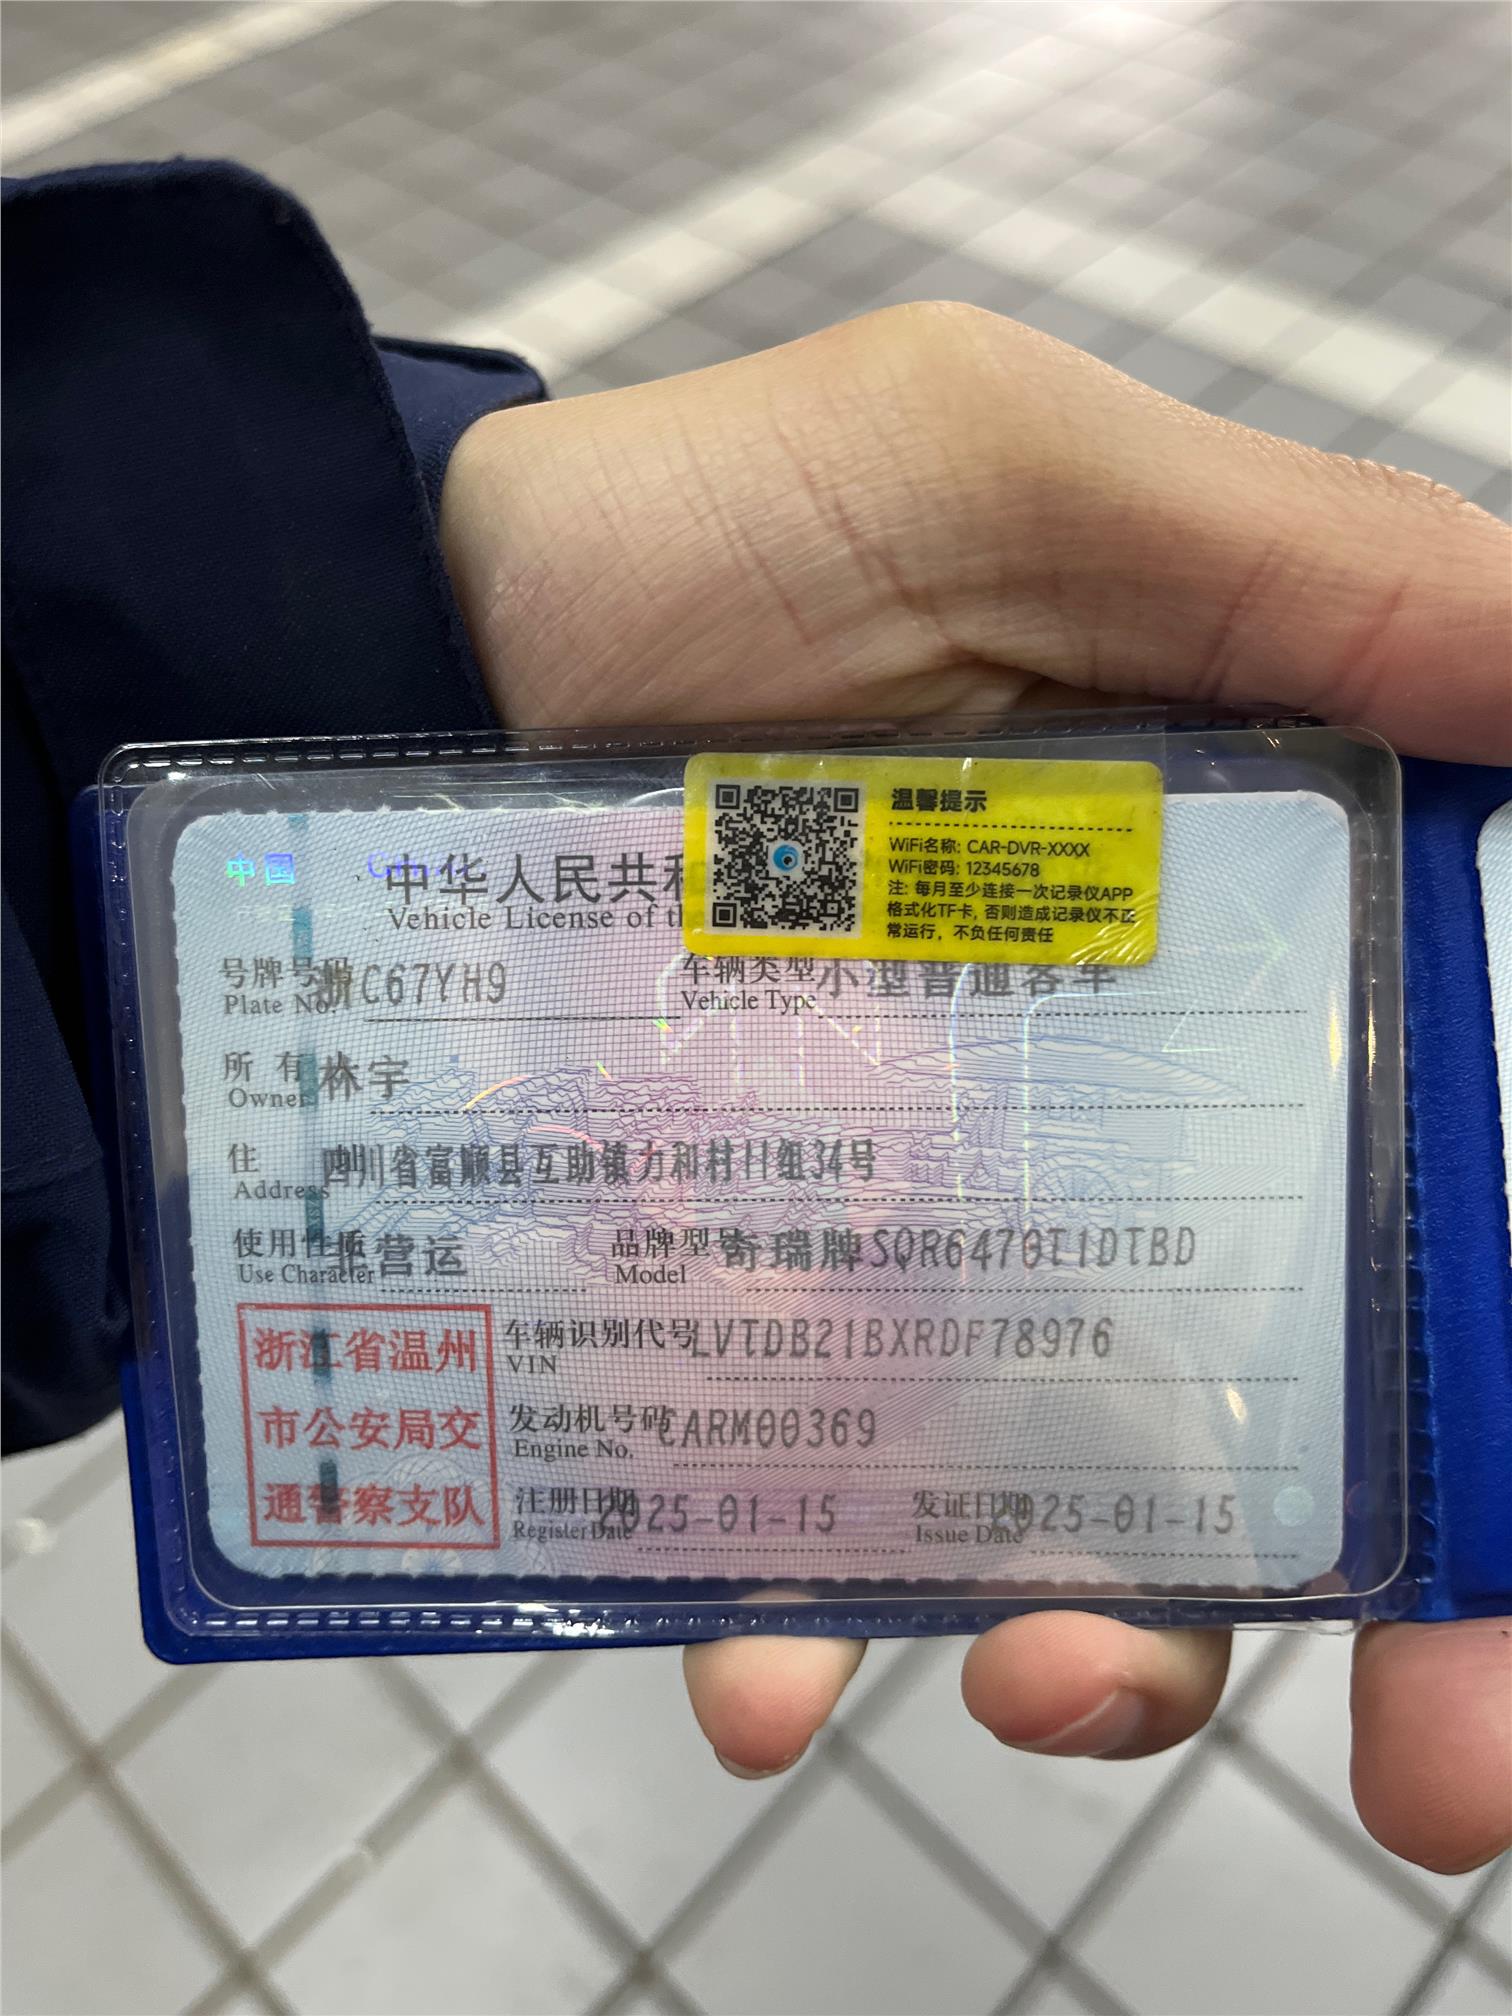 中国
中华人民共和
Vehicle License of the
温馨提示
WiFi名称: CAR-DVR-XXXX
WiFi密码: 12345678
注: 每月至少连接一次记录仪APP
格式化TF卡, 否则造成记录仪不正
常运行, 不负任何责任
号牌号码 浙C67YH9 车辆类型 小型普通客车
Plate No. Vehicle Type
所有 林宇
Owner
住 四川省富顺县互助镇力和村11组34号
Address
使用性质 非营运 品牌型号 奇瑞牌SQR6470T1DTBD
Use Character Model
浙江省温州
市公安局交
通警察支队
车辆识别代号 LVTDB21BXRDF78976
VIN
发动机号码 CARM00369
Engine No.
注册日期 2025-01-15 发证日期 2025-01-15
Register Date Issue Date